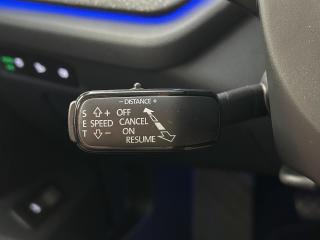 − DISTANCE +
S ⇧ + OFF
E SPEED CANCEL
T ⇩ − ON
RESUME